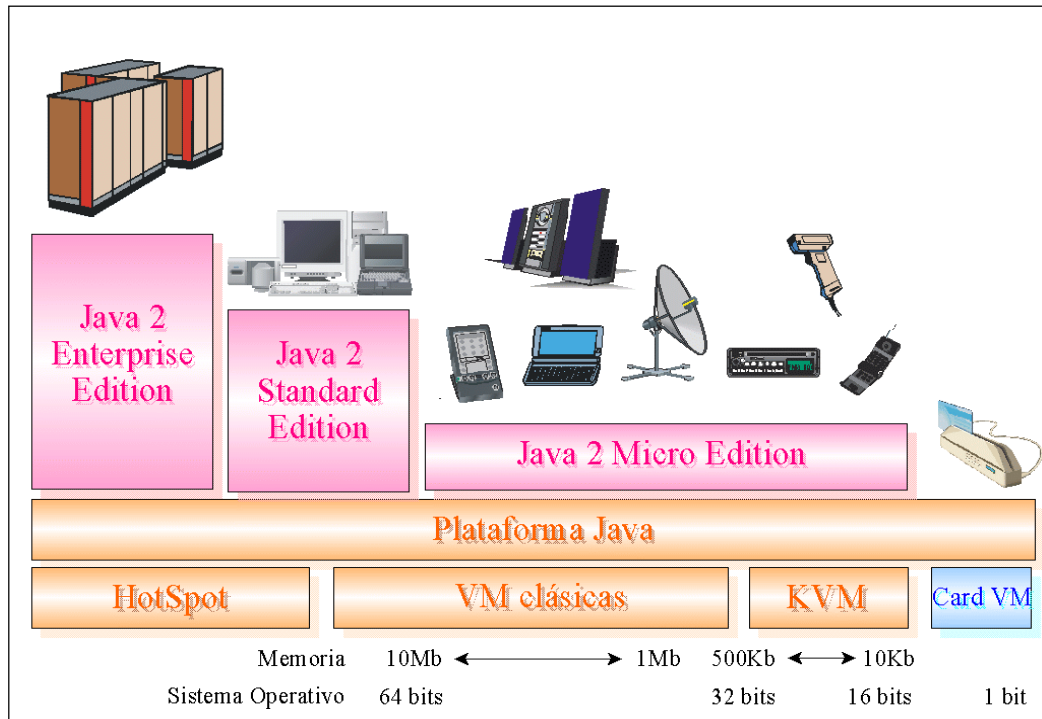 Java 2
Enterprise
Edition
Java 2
Standard
Edition
Java 2 Micro Edition
Plataforma Java
HotSpot
VM clásicas
KVM
Card VM
Memoria 10Mb 1Mb 500Kb 10Kb
Sistema Operativo 64 bits 32 bits 16 bits 1 bit